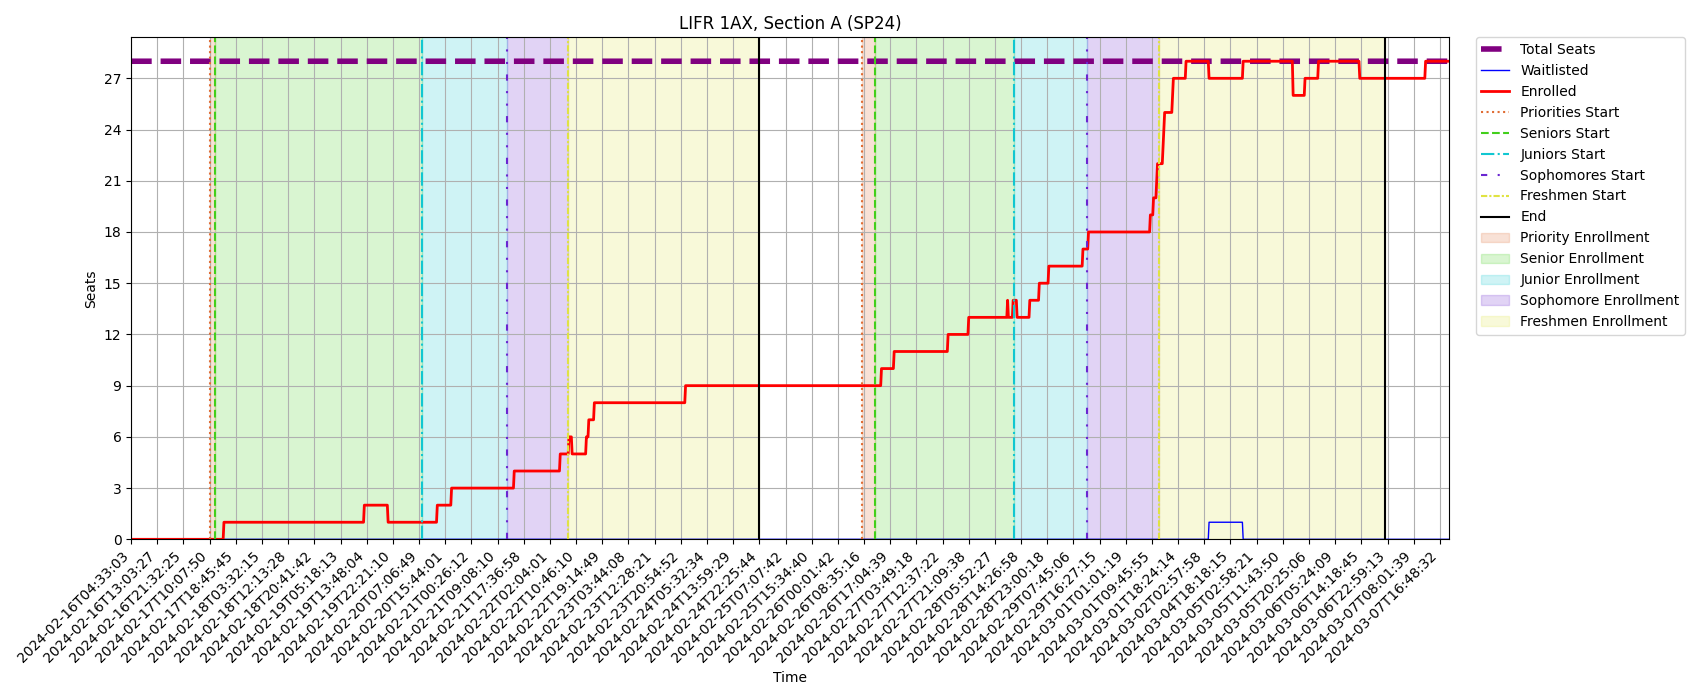 LIFR 1AX, Section A (SP24)
Total Seats
Waitlisted
Enrolled
Priorities Start
Seniors Start
Juniors Start
Sophomores Start
Freshmen Start
End
Priority Enrollment
Senior Enrollment
Junior Enrollment
Sophomore Enrollment
Freshmen Enrollment
Seats
27
24
21
18
15
12
9
6
3
0
2024-02-16T04:33:03
2024-02-16T13:03:27
2024-02-16T21:32:25
2024-02-17T10:07:50
2024-02-17T18:45:45
2024-02-18T03:32:15
2024-02-18T12:13:28
2024-02-18T20:41:42
2024-02-19T05:18:13
2024-02-19T13:48:04
2024-02-19T22:21:10
2024-02-20T07:06:49
2024-02-20T15:44:01
2024-02-21T00:26:12
2024-02-21T09:08:10
2024-02-21T17:36:58
2024-02-22T02:04:01
2024-02-22T10:46:10
2024-02-22T19:14:49
2024-02-23T03:44:08
2024-02-23T12:28:21
2024-02-23T20:54:52
2024-02-24T05:32:34
2024-02-24T13:59:29
2024-02-24T22:25:44
2024-02-25T07:07:42
2024-02-25T15:34:40
2024-02-26T00:01:42
2024-02-26T08:35:16
2024-02-26T17:04:39
2024-02-27T03:49:18
2024-02-27T12:37:22
2024-02-27T21:09:38
2024-02-28T05:52:27
2024-02-28T14:26:58
2024-02-28T23:00:18
2024-02-29T07:45:06
2024-02-29T16:27:15
2024-03-01T01:01:19
2024-03-01T09:45:55
2024-03-01T18:24:14
2024-03-02T02:57:58
2024-03-04T18:18:15
2024-03-05T02:58:21
2024-03-05T11:43:50
2024-03-05T20:25:06
2024-03-06T05:24:09
2024-03-06T14:18:45
2024-03-06T22:59:13
2024-03-07T08:01:39
2024-03-07T16:48:32
Time